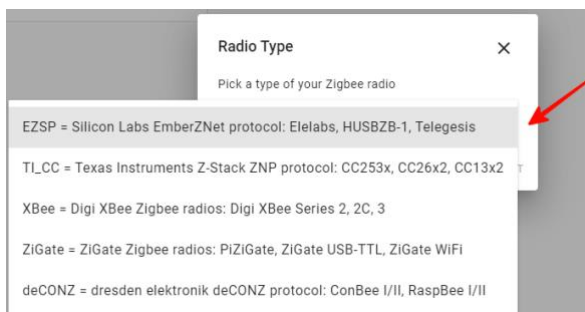 Radio Type
Pick a type of your Zigbee radio
EZSP = Silicon Labs EmberZNet protocol: Elelabs, HUSBZB-1, Telegesis
TI_CC = Texas Instruments Z-Stack ZNP protocol: CC253x, CC26x2, CC13x2
XBee = Digi XBee Zigbee radios: Digi XBee Series 2, 2C, 3
ZiGate = ZiGate Zigbee radios: PiZiGate, ZiGate USB-TTL, ZiGate WiFi
deCONZ = dresden elektronik deCONZ protocol: ConBee I/II, RaspBee I/II